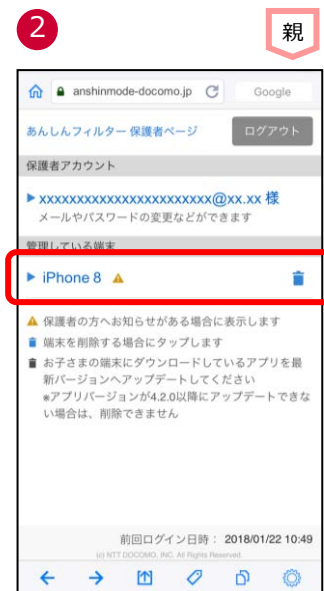 2
親
anshinmode-docomo.jp
Google
あんしんフィルター 保護者ページ
ログアウト
保護者アカウント
▶ xxxxxxxxxxxxxxxxxxxxxxxx@xx.xx 様
メールやパスワードの変更などができます
管理している端末
▶ iPhone 8
保護者の方へお知らせがある場合に表示します
端末を削除する場合にタップします
お子さまの端末にダウンロードしているアプリを最
新バージョンへアップデートしてください
※アプリバージョンが4.2.0以降にアップデートできな
い場合は、削除できません
前回ログイン日時： 2018/01/22 10:49
(c) NTT DOCOMO, INC. All Rights Reserved.